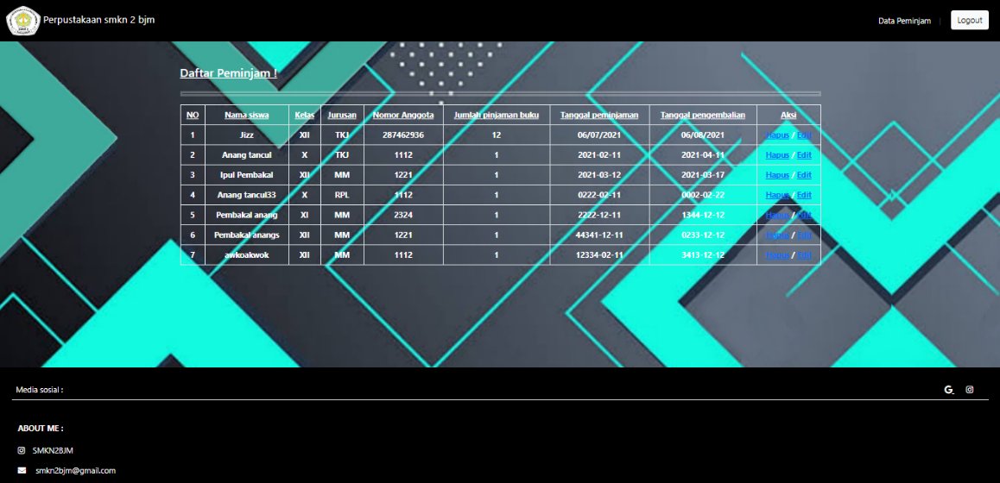 Perpustakaan smkn 2 bjm
Data Peminjam | Logout
Daftar Peminjam !
NO Nama siswa Kelas Jurusan Nomor Anggota Jumlah pinjaman buku Tanggal peminjaman Tanggal pengembalian Aksi
1 Jizz XII TKJ 287462936 12 06/07/2021 06/08/2021 Hapus / Edit
2 Anang tancul X TKJ 1112 1 2021-02-11 2021-04-11 Hapus / Edit
3 Ipul Pembakal XII MM 1221 1 2021-03-12 2021-03-17 Hapus / Edit
4 Anang tancul33 X RPL 1112 1 0222-02-11 0002-02-22 Hapus / Edit
5 Pembakal anang XI MM 2324 1 2222-12-11 1344-12-12 Hapus / Edit
6 Pembakal anangs XII MM 1221 1 44341-12-11 0233-12-12 Hapus / Edit
7 awkoakwok XII MM 1112 1 12334-02-11 3413-12-12 Hapus / Edit
Media sosial :
ABOUT ME :
SMKN2BJM
smkn2bjm@gmail.com